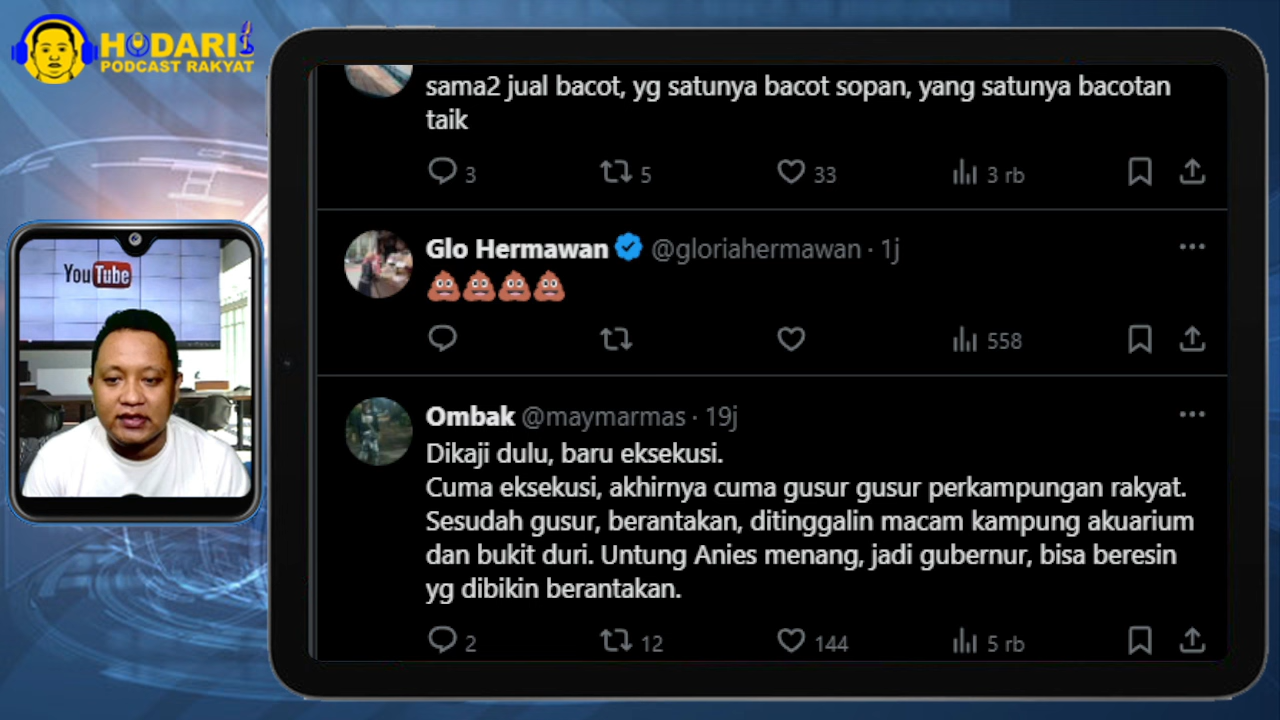 HODARI
PODCAST RAKYAT
YouTube
sama2 jual bacot, yg satunya bacot sopan, yang satunya bacotan
taik
3 5 33 3 rb
Glo Hermawan @gloriahermawan · 1j
💩💩💩💩
558
Ombak @maymarmas · 19j
Dikaji dulu, baru eksekusi.
Cuma eksekusi, akhirnya cuma gusur gusur perkampungan rakyat.
Sesudah gusur, berantakan, ditinggalin macam kampung akuarium
dan bukit duri. Untung Anies menang, jadi gubernur, bisa beresin
yg dibikin berantakan.
2 12 144 5 rb